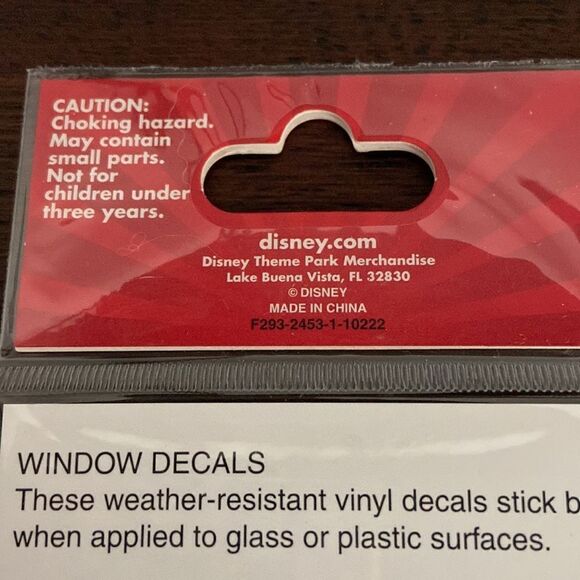 CAUTION:
Choking hazard.
May contain
small parts.
Not for
children under
three years.
disney.com
Disney Theme Park Merchandise
Lake Buena Vista, FL 32830
© DISNEY
MADE IN CHINA
F293-2453-1-10222
WINDOW DECALS
These weather-resistant vinyl decals stick b
when applied to glass or plastic surfaces.